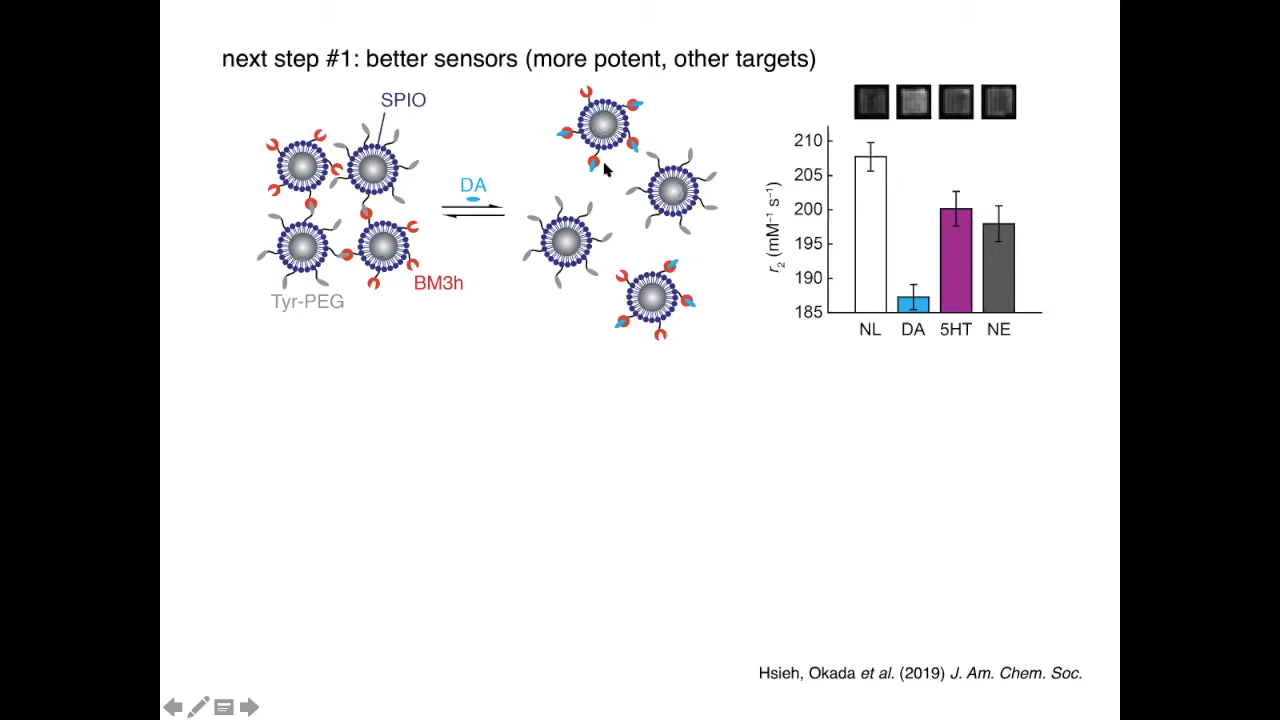 next step #1: better sensors (more potent, other targets)
SPIO
DA
BM3h
Tyr-PEG
210
205
200
195
190
185
r2 (mM−1 s−1)
NL DA 5HT NE
Hsieh, Okada et al. (2019) J. Am. Chem. Soc.